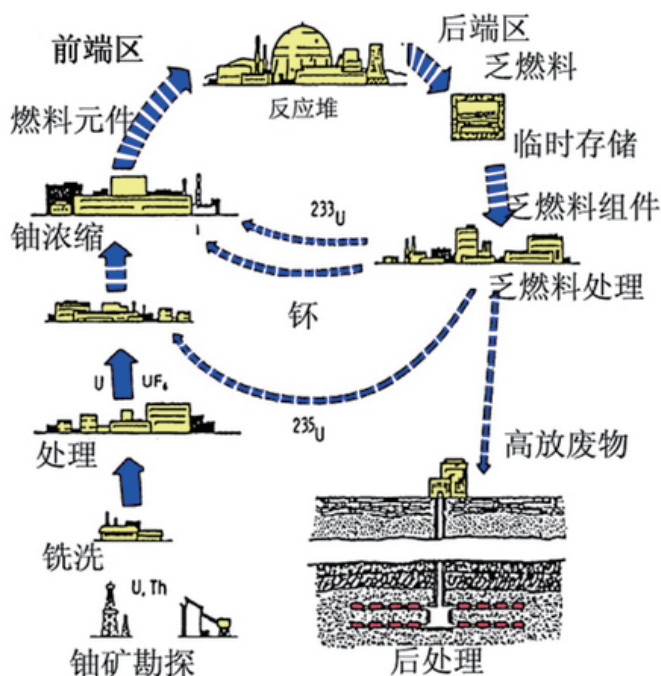 前端区
后端区
乏燃料
反应堆
燃料元件
临时存储
铀浓缩
²³³U
乏燃料组件
乏燃料处理
钚
U UF₆
²³⁵U
处理
高放废物
铣洗
U, Th
铀矿勘探
后处理